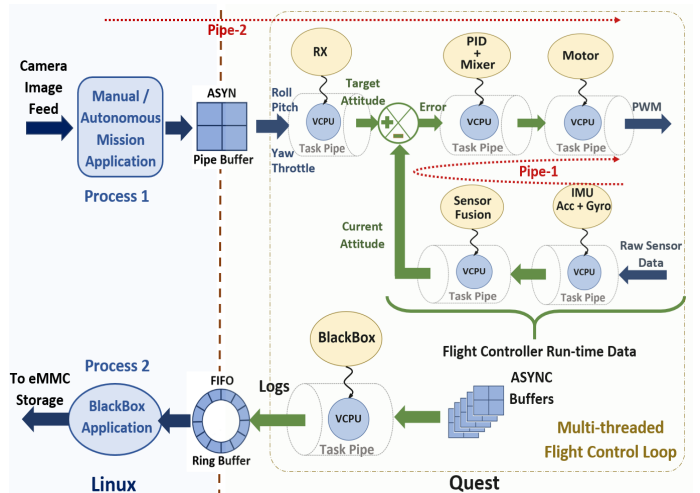 Pipe-2
Camera
Image
Feed
Manual /
Autonomous
Mission
Application
Process 1
ASYN
Pipe Buffer
Roll
Pitch
Yaw
Throttle
RX
VCPU
Task Pipe
Target
Attitude
+
-
Error
PID
+
Mixer
VCPU
Task Pipe
Motor
VCPU
Task Pipe
PWM
Pipe-1
Current
Attitude
Sensor
Fusion
VCPU
Task Pipe
IMU
Acc + Gyro
VCPU
Task Pipe
Raw Sensor
Data
Flight Controller Run-time Data
Process 2
To eMMC
Storage
BlackBox
Application
FIFO
Ring Buffer
Logs
BlackBox
VCPU
Task Pipe
ASYNC
Buffers
Multi-threaded
Flight Control Loop
Linux
Quest